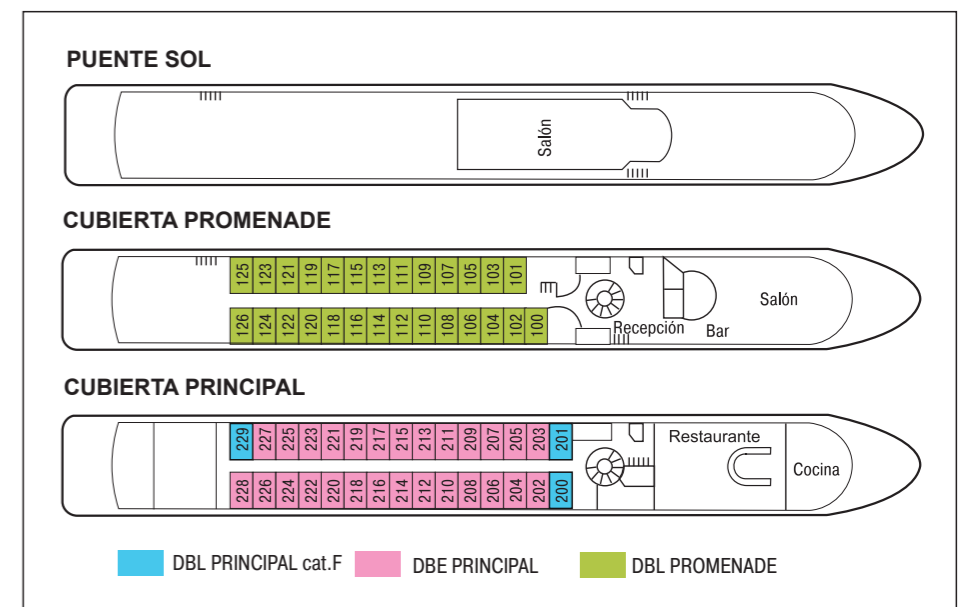 PUENTE SOL
Salón
CUBIERTA PROMENADE
125 123 121 119 117 115 113 111 109 107 105 103 101
126 124 122 120 118 116 114 112 110 108 106 104 102 100
Recepción
Bar
Salón
CUBIERTA PRINCIPAL
229 227 225 223 221 219 217 215 213 211 209 207 205 203 201
228 226 224 222 220 218 216 214 212 210 208 206 204 202 200
Restaurante
Cocina
DBL PRINCIPAL cat.F DBE PRINCIPAL DBL PROMENADE